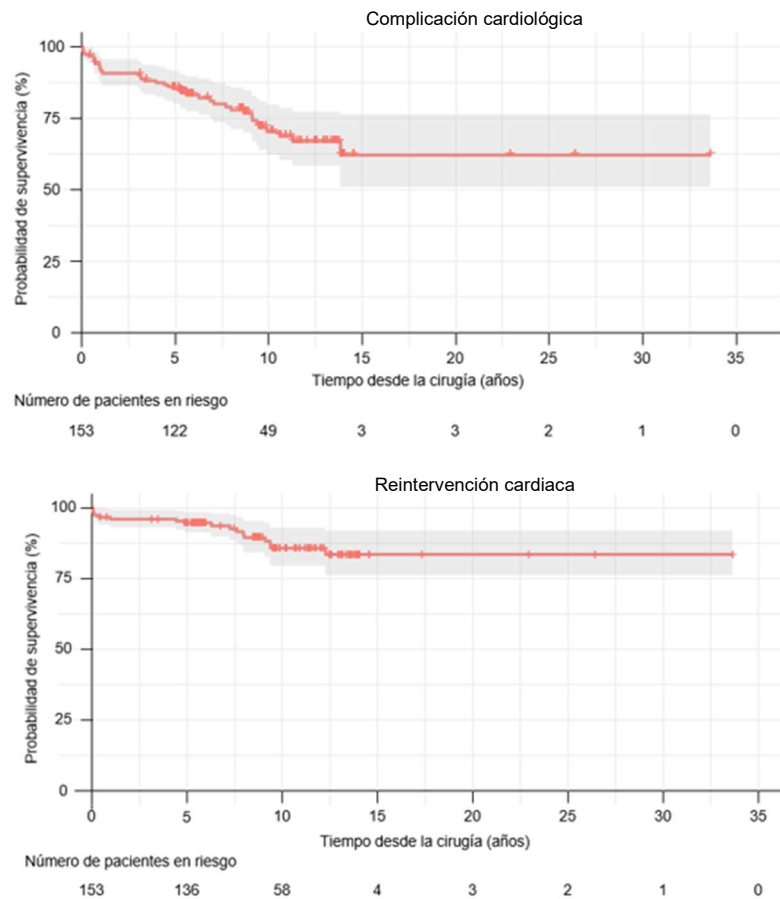 Complicación cardiológica
Probabilidad de supervivencia (%)
100
75
50
25
0
0 5 10 15 20 25 30 35
Tiempo desde la cirugía (años)
Número de pacientes en riesgo
153 122 49 3 3 2 1 0
Reintervención cardiaca
Probabilidad de supervivencia (%)
100
75
50
25
0
0 5 10 15 20 25 30 35
Tiempo desde la cirugía (años)
Número de pacientes en riesgo
153 136 58 4 3 2 1 0